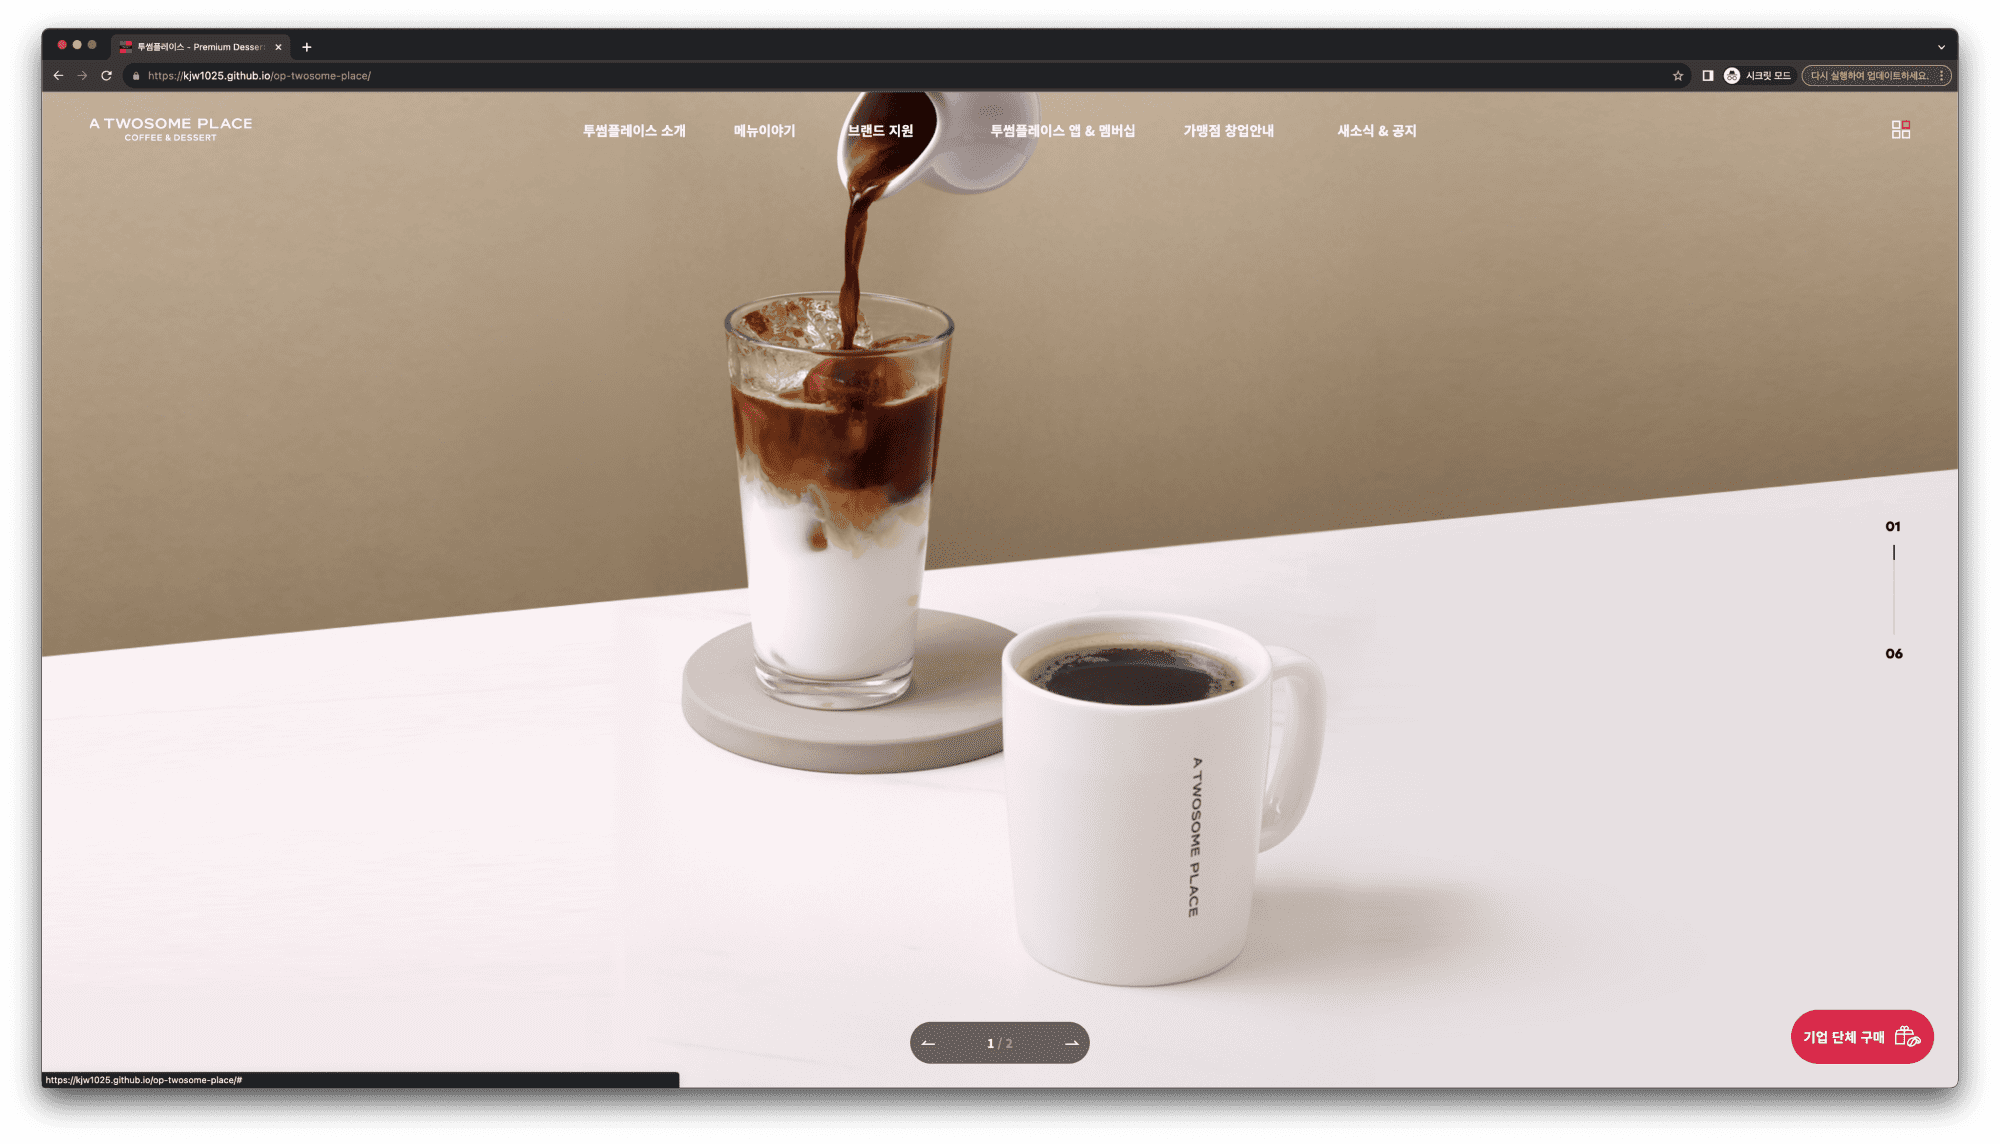 투썸플레이스 - Premium Desser
https://kjw1025.github.io/op-twosome-place/
시크릿 모드
다시 실행하여 업데이트하세요.
A TWOSOME PLACE
COFFEE & DESSERT
투썸플레이스 소개
메뉴이야기
브랜드 지원
투썸플레이스 앱 & 멤버십
가맹점 창업안내
새소식 & 공지
01
06
A TWOSOME PLACE
1 / 2
기업 단체 구매
https://kjw1025.github.io/op-twosome-place/#